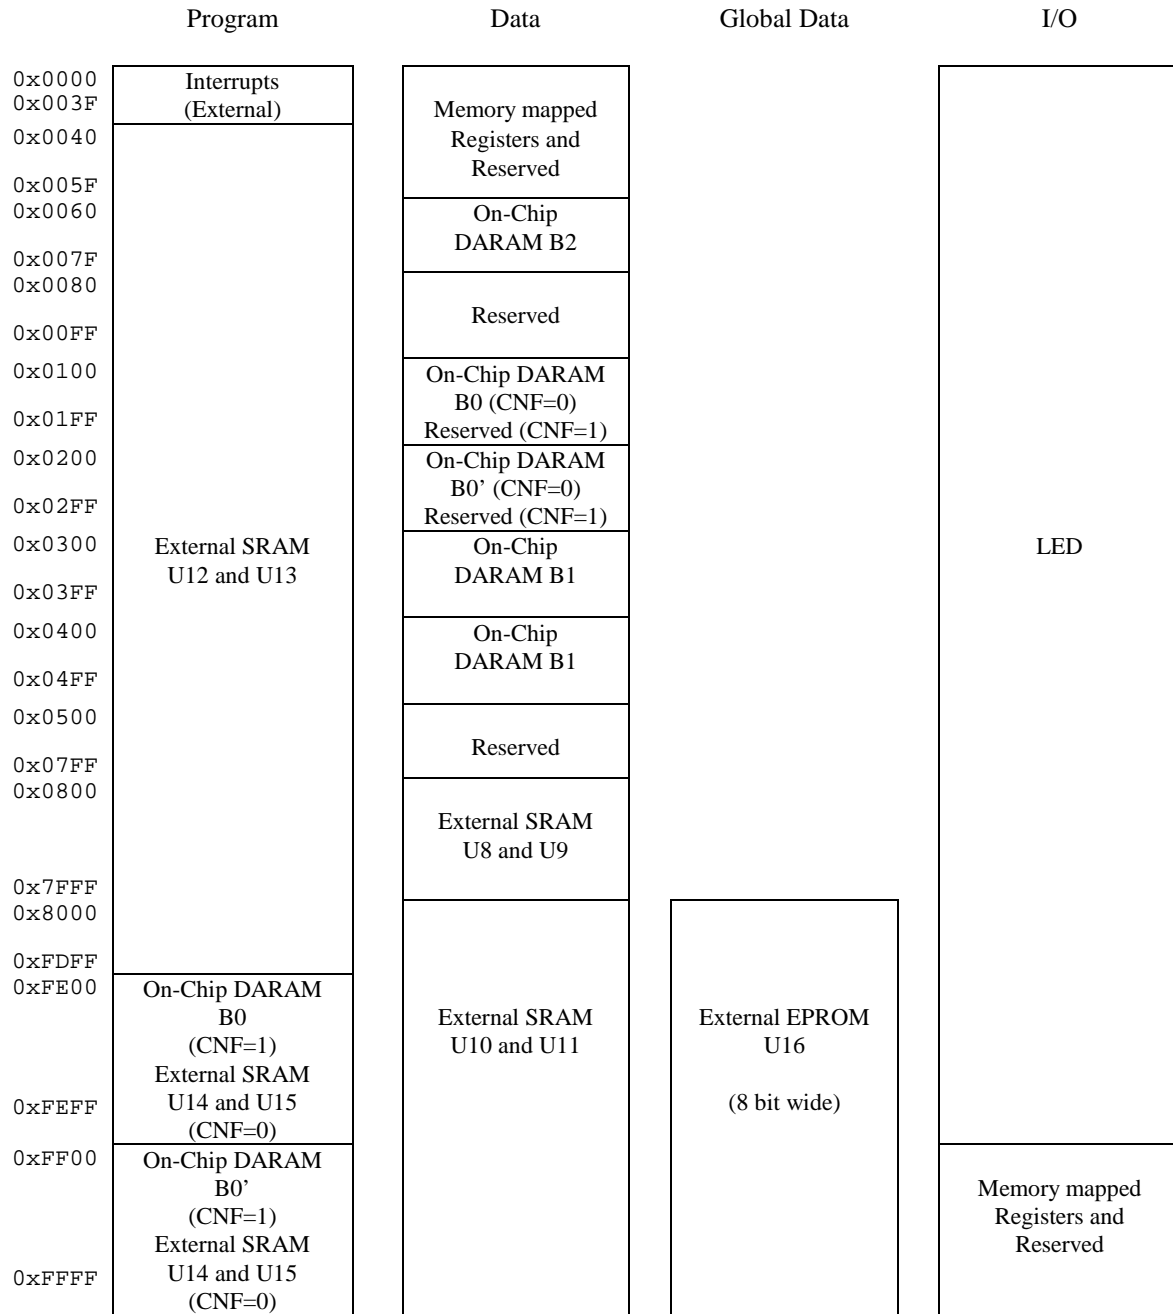 Program
Data
Global Data
I/O
0x0000
0x003F
0x0040
0x005F
0x0060
0x007F
0x0080
0x00FF
0x0100
0x01FF
0x0200
0x02FF
0x0300
0x03FF
0x0400
0x04FF
0x0500
0x07FF
0x0800
0x7FFF
0x8000
0xFDFF
0xFE00
0xFEFF
0xFF00
0xFFFF
Interrupts
(External)
External SRAM
U12 and U13
On-Chip DARAM
B0
(CNF=1)
External SRAM
U14 and U15
(CNF=0)
On-Chip DARAM
B0’
(CNF=1)
External SRAM
U14 and U15
(CNF=0)
Memory mapped
Registers and
Reserved
On-Chip
DARAM B2
Reserved
On-Chip DARAM
B0 (CNF=0)
Reserved (CNF=1)
On-Chip DARAM
B0’ (CNF=0)
Reserved (CNF=1)
On-Chip
DARAM B1
On-Chip
DARAM B1
Reserved
External SRAM
U8 and U9
External SRAM
U10 and U11
External EPROM
U16
(8 bit wide)
LED
Memory mapped
Registers and
Reserved